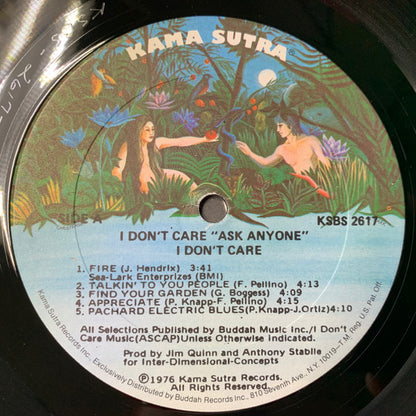 KAMA SUTRA
SIDE A
KSBS 2617
I DON'T CARE "ASK ANYONE"
I DON'T CARE
1. FIRE (J. Hendrix) 3:41
Sea-Lark Enterprizes (BMI)
2. TALKIN' TO YOU PEOPLE (F. Pellino) 4:13
3. FIND YOUR GARDEN (G. Boggess) 4:09
4. APPRECIATE (P. Knapp-F. Pellino) 4:15
5. PACHARD ELECTRIC BLUES(P.Knapp-J.Ortiz)4:10
All Selections Published by Buddah Music Inc./I Don't
Care Music(ASCAP)Unless Otherwise indicated.
Prod by Jim Quinn and Anthony Stabile
for Inter-Dimensional-Concepts
℗1976 Kama Sutra Records.
All Rights Reserved.
Kama Sutra Records Inc. Exclusively Distributed by Buddah Records Inc. 810 Seventh Ave., N.Y. 10019-T.M. Reg. U.S. Pat. Off.